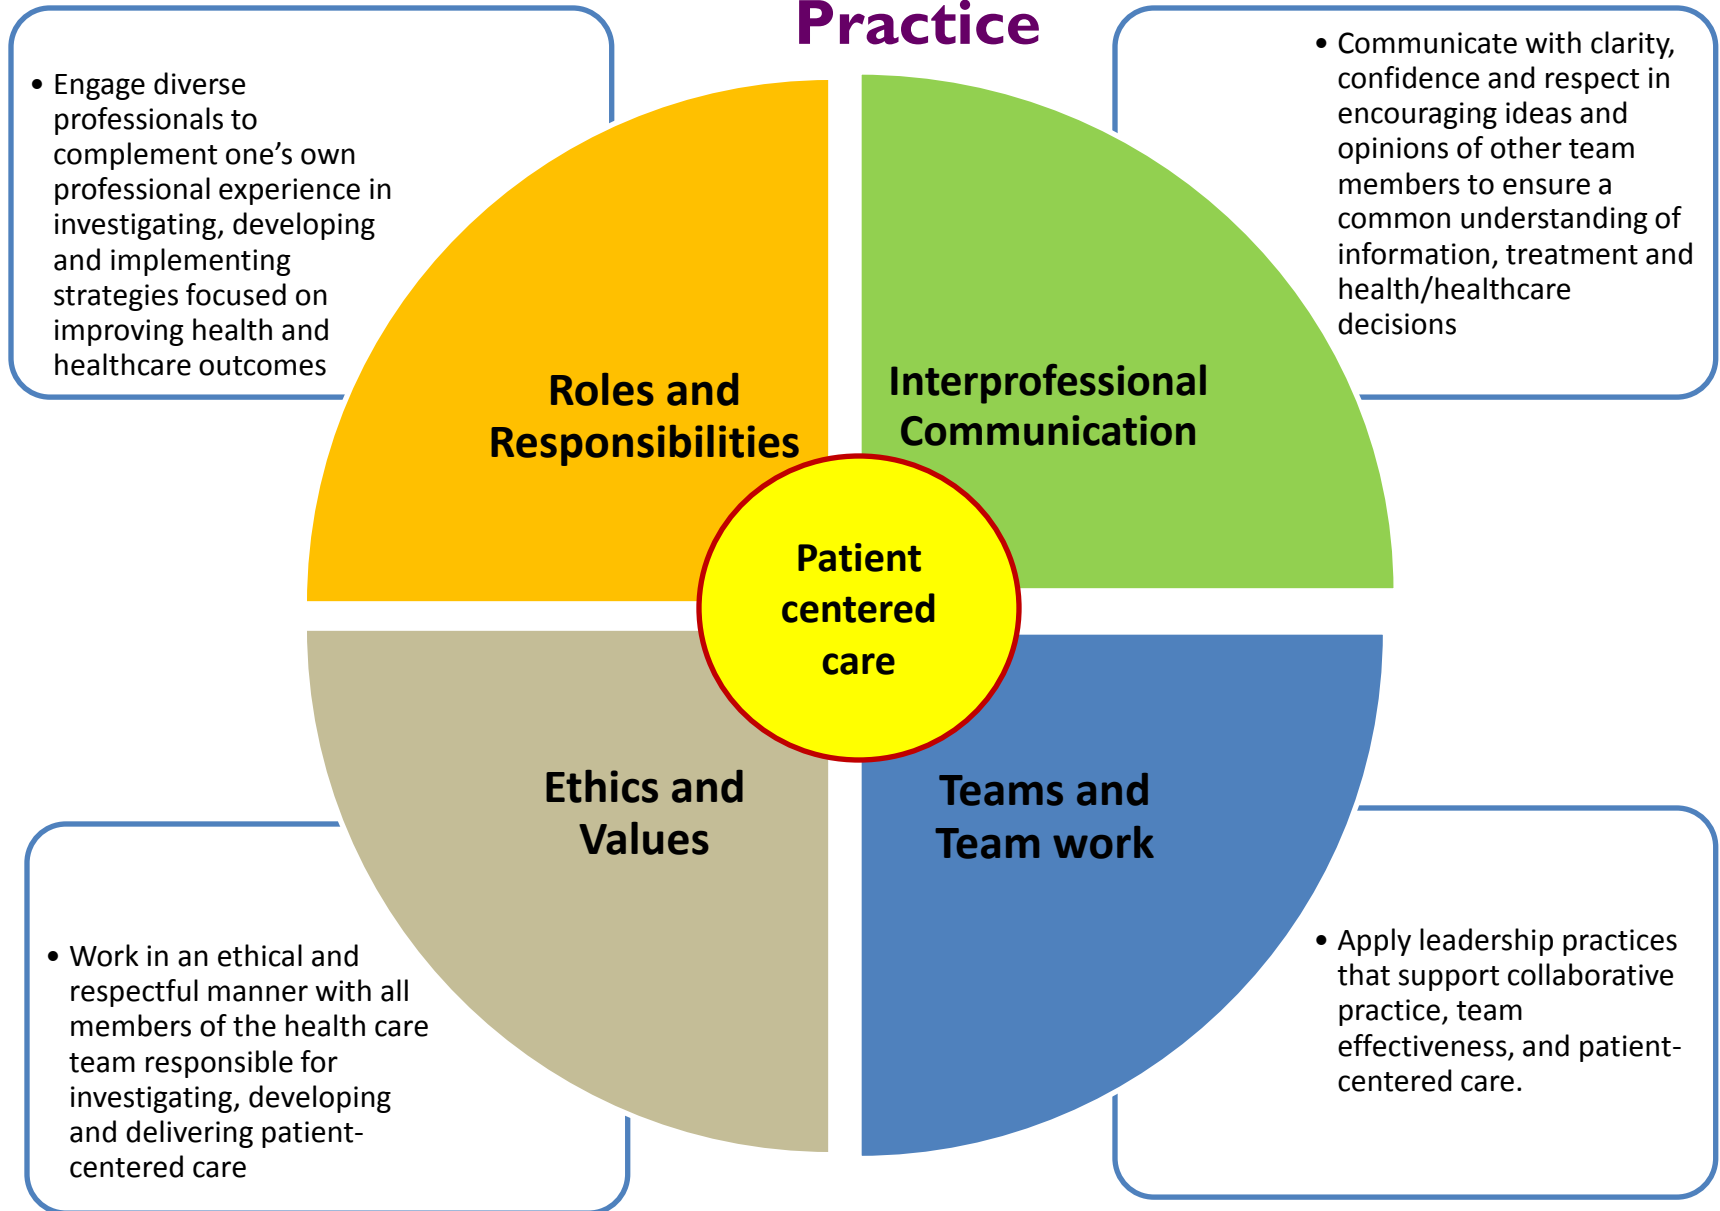 Practice
• Engage diverse
professionals to
complement one’s own
professional experience in
investigating, developing
and implementing
strategies focused on
improving health and
healthcare outcomes
• Communicate with clarity,
confidence and respect in
encouraging ideas and
opinions of other team
members to ensure a
common understanding of
information, treatment and
health/healthcare
decisions
Roles and
Responsibilities
Interprofessional
Communication
Patient
centered
care
Ethics and
Values
Teams and
Team work
• Work in an ethical and
respectful manner with all
members of the health care
team responsible for
investigating, developing
and delivering patient-
centered care
• Apply leadership practices
that support collaborative
practice, team
effectiveness, and patient-
centered care.